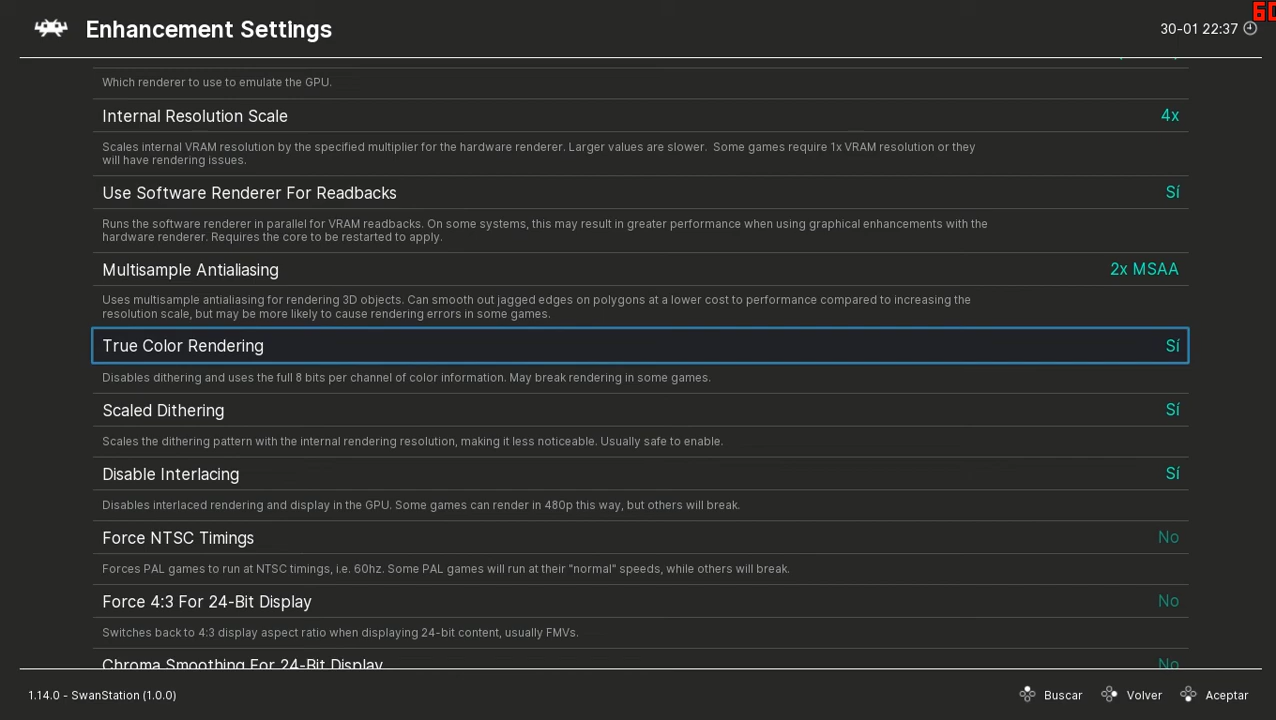 Enhancement Settings
30-01 22:37
60
Which renderer to use to emulate the GPU.
Internal Resolution Scale 4x
Scales internal VRAM resolution by the specified multiplier for the hardware renderer. Larger values are slower.  Some games require 1x VRAM resolution or they
will have rendering issues.
Use Software Renderer For Readbacks Sí
Runs the software renderer in parallel for VRAM readbacks. On some systems, this may result in greater performance when using graphical enhancements with the
hardware renderer. Requires the core to be restarted to apply.
Multisample Antialiasing 2x MSAA
Uses multisample antialiasing for rendering 3D objects. Can smooth out jagged edges on polygons at a lower cost to performance compared to increasing the
resolution scale, but may be more likely to cause rendering errors in some games.
True Color Rendering Sí
Disables dithering and uses the full 8 bits per channel of color information. May break rendering in some games.
Scaled Dithering Sí
Scales the dithering pattern with the internal rendering resolution, making it less noticeable. Usually safe to enable.
Disable Interlacing Sí
Disables interlaced rendering and display in the GPU. Some games can render in 480p this way, but others will break.
Force NTSC Timings No
Forces PAL games to run at NTSC timings, i.e. 60hz. Some PAL games will run at their "normal" speeds, while others will break.
Force 4:3 For 24-Bit Display No
Switches back to 4:3 display aspect ratio when displaying 24-bit content, usually FMVs.
Chroma Smoothing For 24-Bit Display No
1.14.0 - SwanStation (1.0.0) Buscar Volver Aceptar